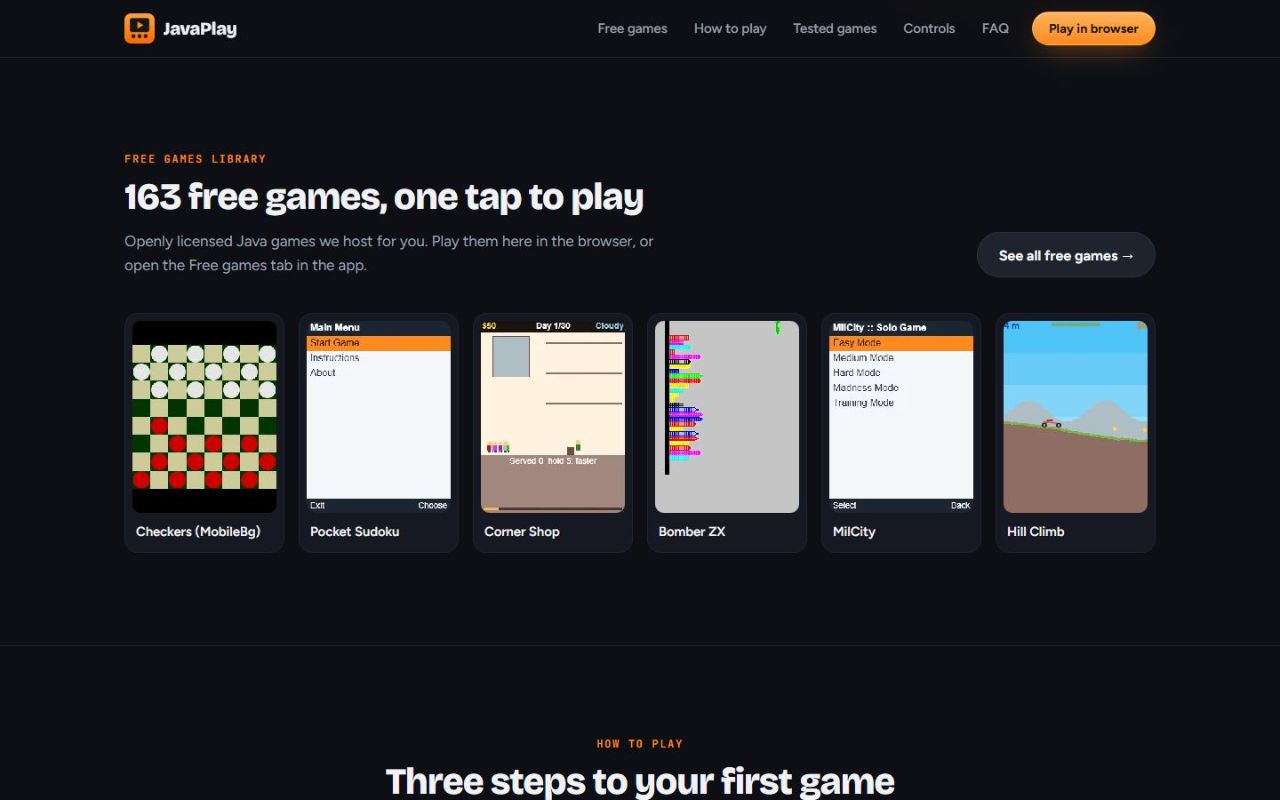 JavaPlay
Free games
How to play
Tested games
Controls
FAQ
Play in browser
FREE GAMES LIBRARY
163 free games, one tap to play
Openly licensed Java games we host for you. Play them here in the browser, or
open the Free games tab in the app.
See all free games →
Checkers (MobileBg)
Main Menu
Start Game
Instructions
About
Exit
Choose
Pocket Sudoku
$50
Day 1/30
Cloudy
Served 0 hold 5: faster
Corner Shop
Bomber ZX
MilCity :: Solo Game
Easy Mode
Medium Mode
Hard Mode
Madness Mode
Training Mode
Select
Back
MilCity
4 m
Hill Climb
HOW TO PLAY
Three steps to your first game